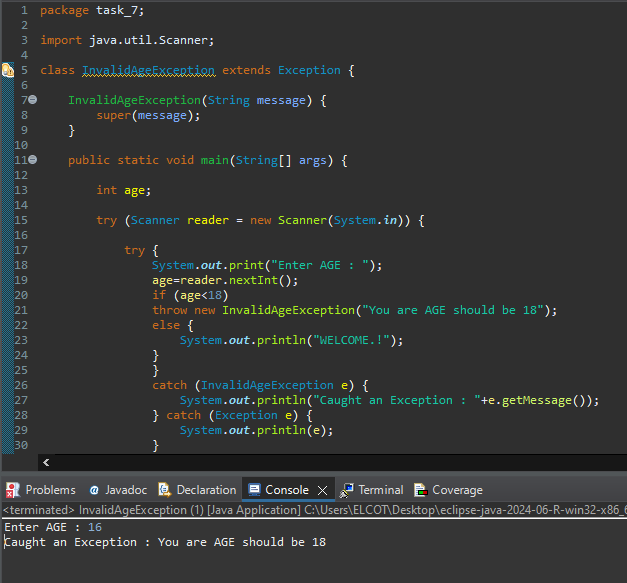 1 package task_7;
2
3 import java.util.Scanner;
4
5 class InvalidAgeException extends Exception {
6
7 InvalidAgeException(String message) {
8 super(message);
9 }
10
11 public static void main(String[] args) {
12
13 int age;
14
15 try (Scanner reader = new Scanner(System.in)) {
16
17 try {
18 System.out.print("Enter AGE : ");
19 age=reader.nextInt();
20 if (age<18)
21 throw new InvalidAgeException("You are AGE should be 18");
22 else {
23 System.out.println("WELCOME.!");
24 }
25 }
26 catch (InvalidAgeException e) {
27 System.out.println("Caught an Exception : "+e.getMessage());
28 } catch (Exception e) {
29 System.out.println(e);
30 }
Problems Javadoc Declaration Console Terminal Coverage
<terminated> InvalidAgeException (1) [Java Application] C:\Users\ELCOT\Desktop\eclipse-java-2024-06-R-win32-x86_6
Enter AGE : 16
Caught an Exception : You are AGE should be 18